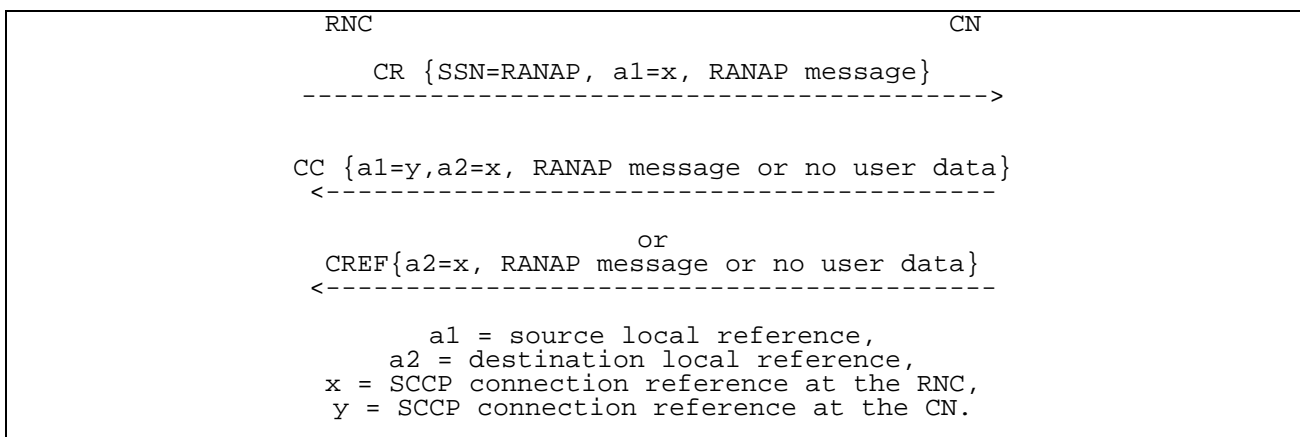 RNC CN
CR {SSN=RANAP, a1=x, RANAP message}
------------------------------------------->
CC {a1=y,a2=x, RANAP message or no user data}
<------------------------------------------
or
CREF{a2=x, RANAP message or no user data}
<------------------------------------------
a1 = source local reference,
a2 = destination local reference,
x = SCCP connection reference at the RNC,
y = SCCP connection reference at the CN.